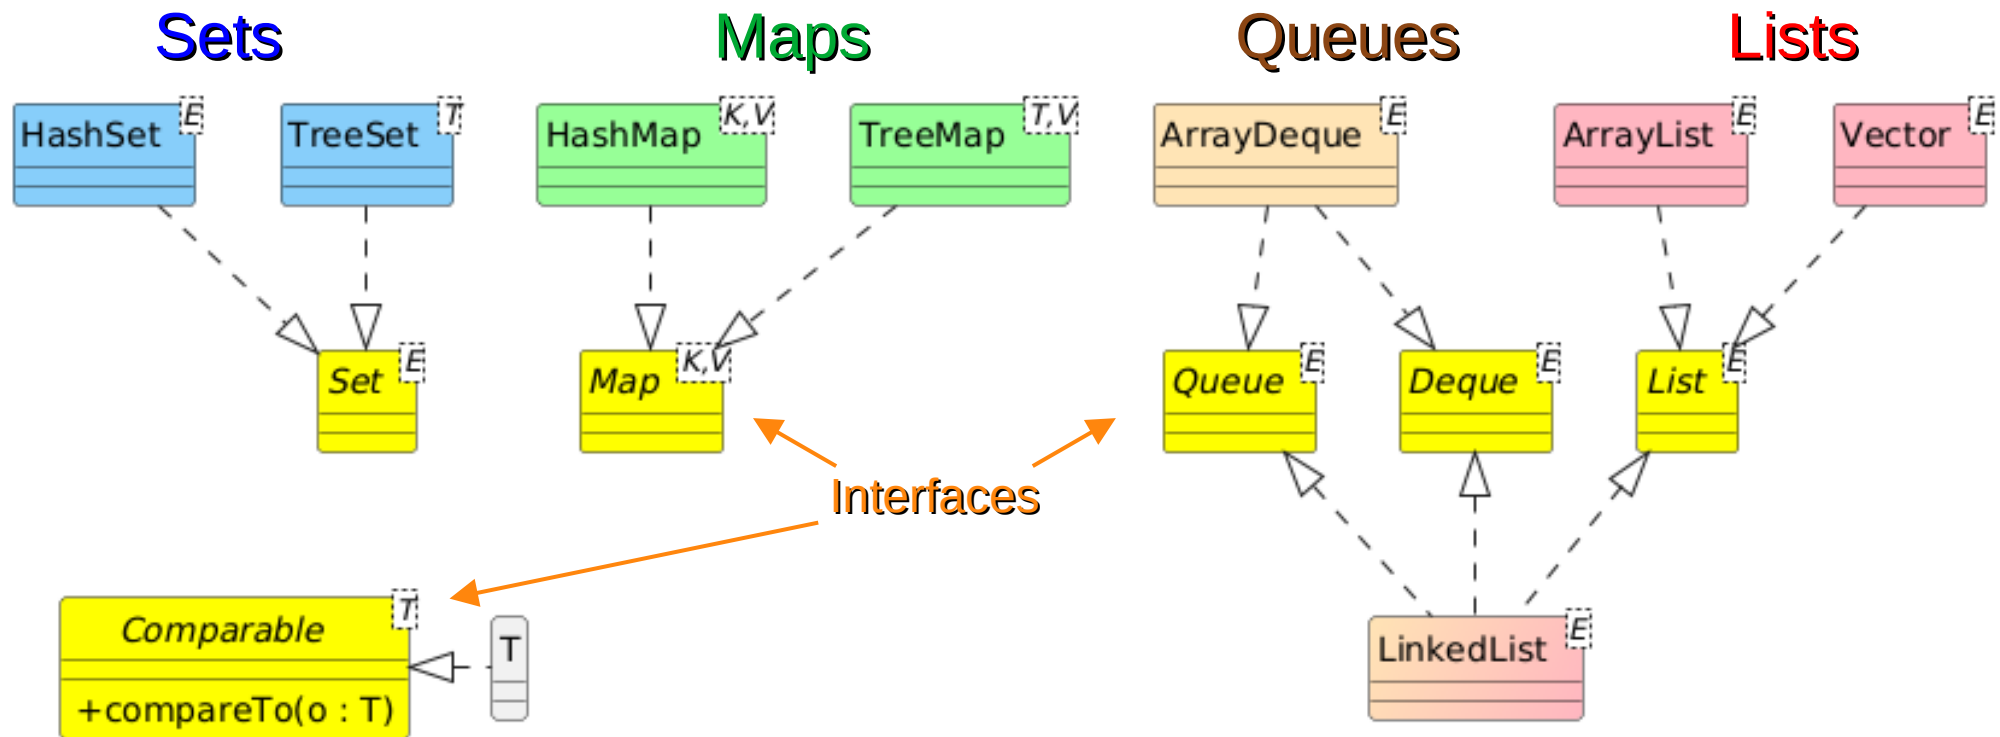 Sets
Maps
Queues
Lists
HashSet
E
TreeSet
T
HashMap
K,V
TreeMap
T,V
ArrayDeque
E
ArrayList
E
Vector
E
Set
E
Map
K,V
Queue
E
Deque
E
List
E
Interfaces
Comparable
T
+compareTo(o : T)
T
LinkedList
E